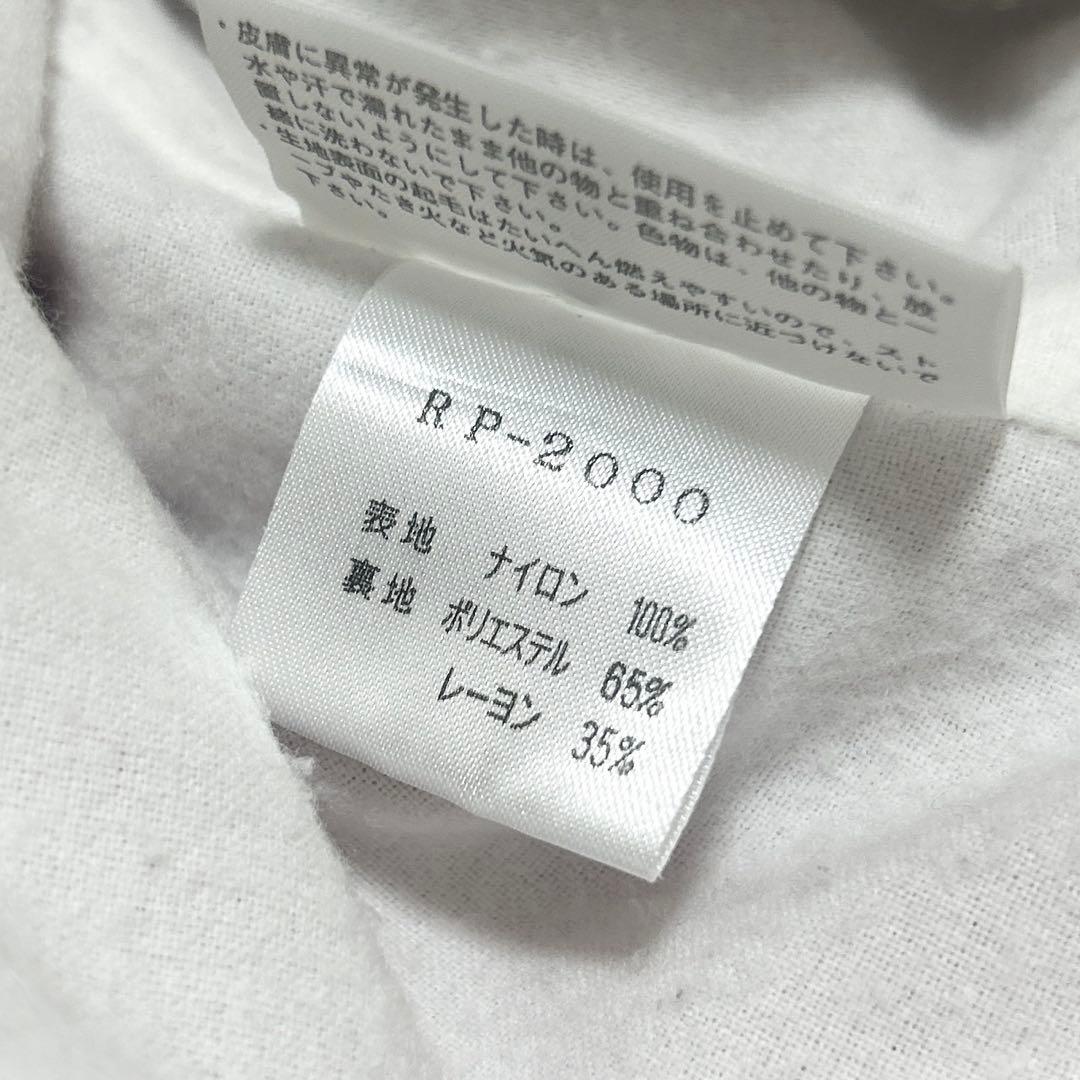 ・皮膚に異常が発生した時は、使用を止めて下さい。
水や汗で濡れたまま他の物と重ね合わせたり、放
置しないようにして下さい。色物は、他の物と一
緒に洗わないで下さい。
・生地表面の起毛はたいへん燃えやすいので、スト
ーブやたき火など火気のある場所に近づけないで
下さい。
RP-2000
表地 ナイロン 100%
裏地 ポリエステル 65%
レーヨン 35%